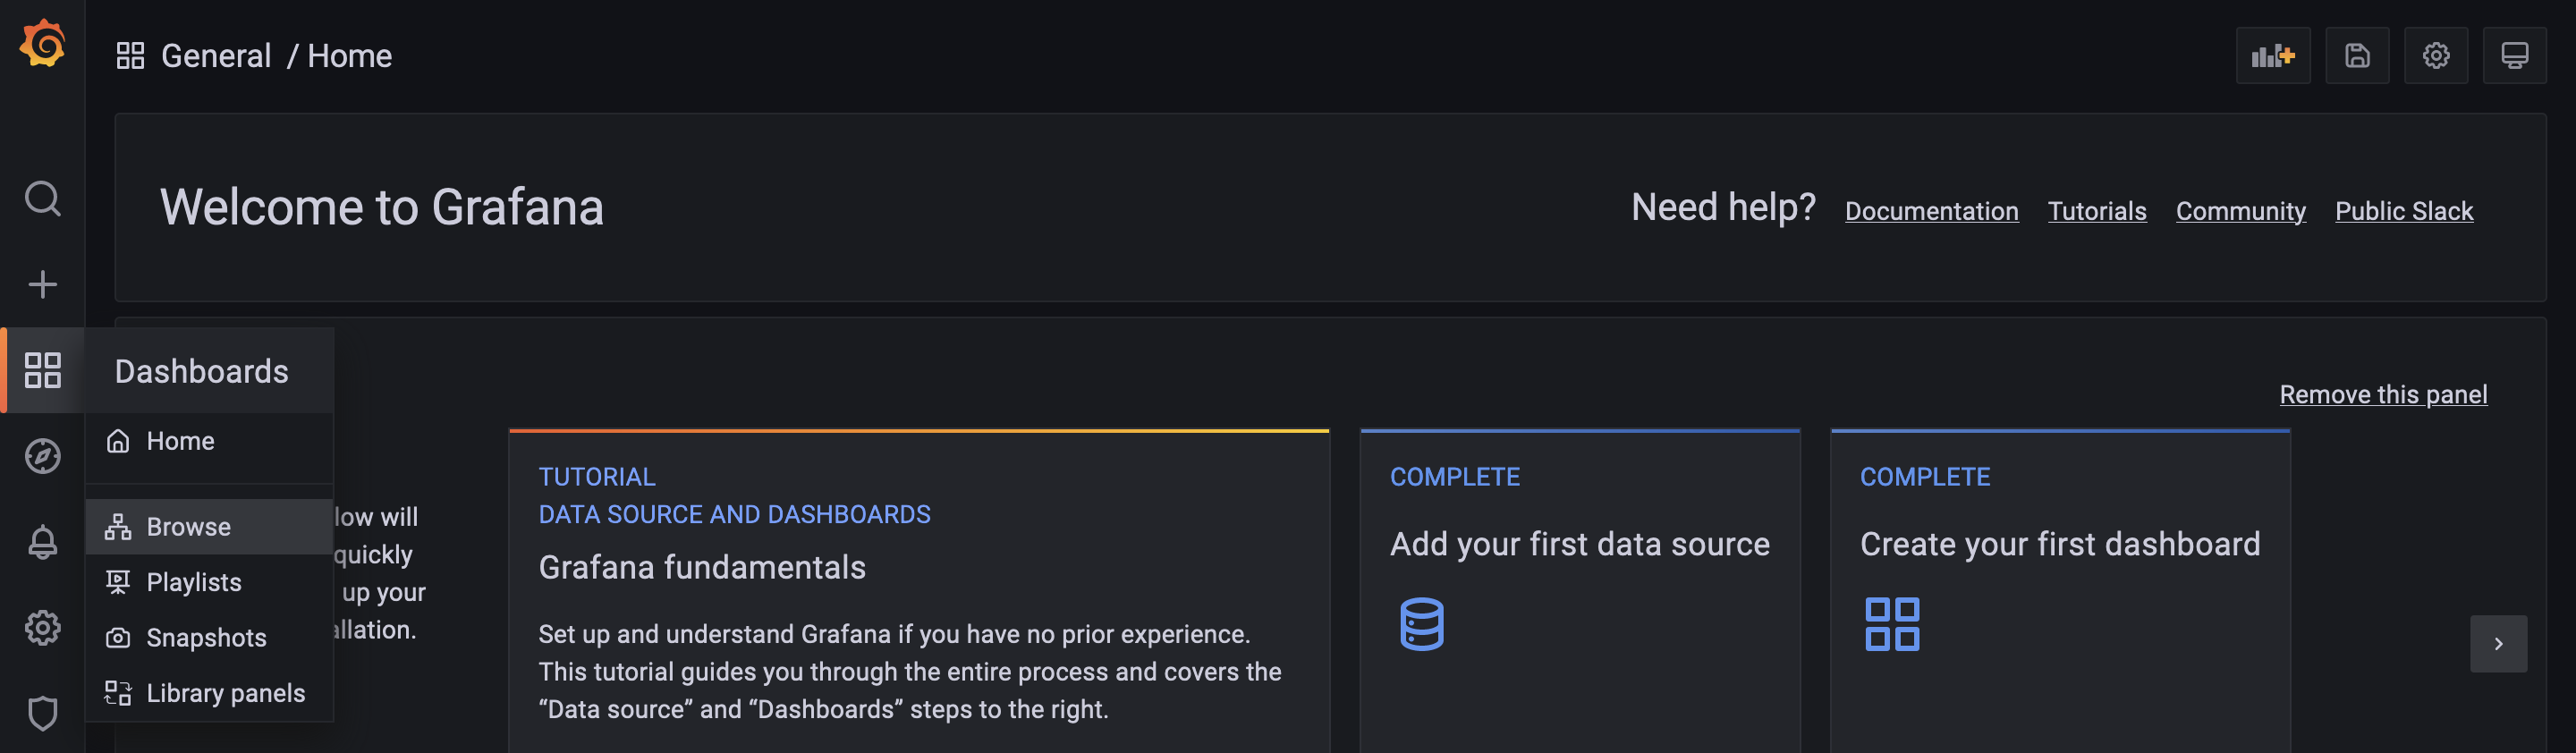 General / Home
Welcome to Grafana
Need help? Documentation Tutorials Community Public Slack
Dashboards
Home
Browse
Playlists
Snapshots
Library panels
low will
quickly
up your
allation.
Remove this panel
TUTORIAL
DATA SOURCE AND DASHBOARDS
Grafana fundamentals
Set up and understand Grafana if you have no prior experience.
This tutorial guides you through the entire process and covers the
“Data source” and “Dashboards” steps to the right.
COMPLETE
Add your first data source
COMPLETE
Create your first dashboard